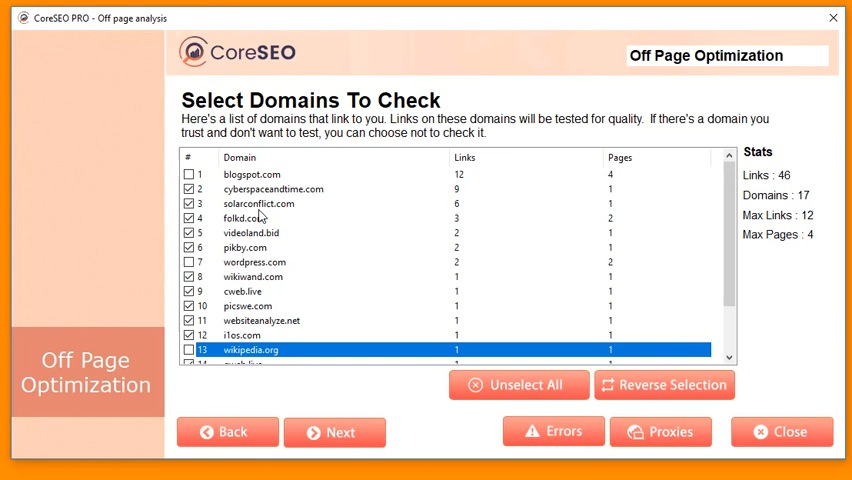 CoreSEO PRO - Off page analysis
CoreSEO
Off Page Optimization
Select Domains To Check
Here's a list of domains that link to you. Links on these domains will be tested for quality. If there's a domain you
trust and don't want to test, you can choose not to check it.
# Domain Links Pages
1 blogspot.com 12 4
2 cyberspaceandtime.com 9 1
3 solarconflict.com 6 1
4 folkd.com 3 2
5 videoland.bid 2 1
6 pikby.com 2 1
7 wordpress.com 2 2
8 wikiwand.com 1 1
9 cweb.live 1 1
10 picswe.com 1 1
11 websiteanalyze.net 1 1
12 i1os.com 1 1
13 wikipedia.org 1 1
Stats
Links : 46
Domains : 17
Max Links : 12
Max Pages : 4
Off Page
Optimization
Unselect All
Reverse Selection
Back
Next
Errors
Proxies
Close